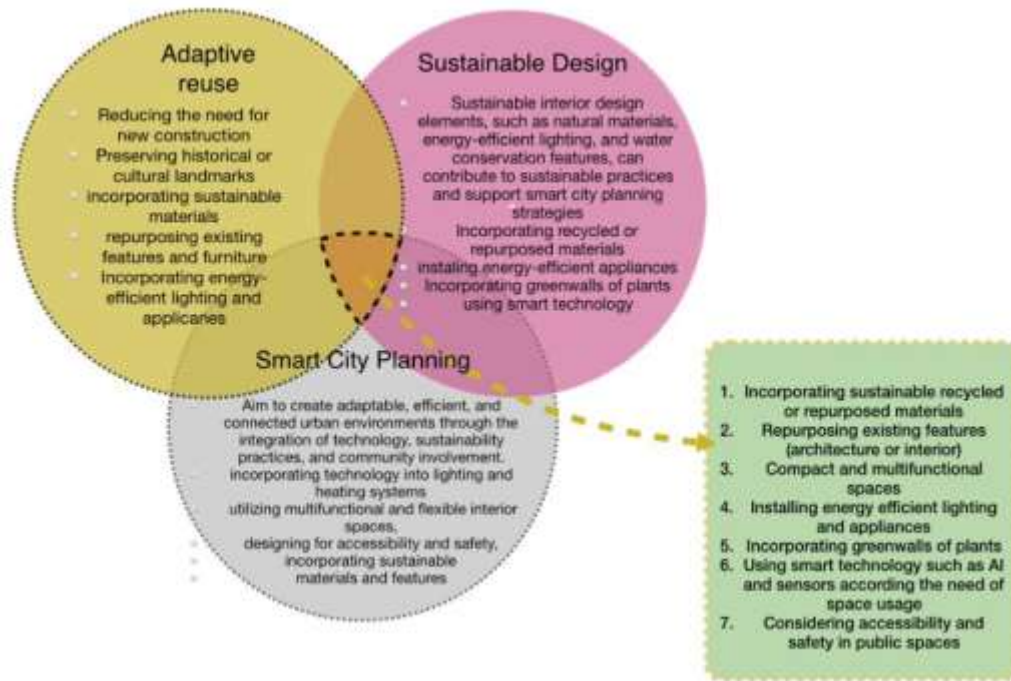 Adaptive
reuse
Reducing the need for
new construction
Preserving historical or
cultural landmarks
incorporating sustainable
materials
repurposing existing
features and furniture
Incorporating energy-
efficient lighting and
applicanes
Sustainable Design
Sustainable interior design
elements, such as natural materials,
energy-efficient lighting, and water
conservation features, can
contribute to sustainable practices
and support smart city planning
strategies
Incorporating recycled or
repurposed materials
instaling energy-efficient appliances
Incorporating greenwalls of plants
using smart technology
Smart City Planning
Aim to create adaptable, efficient, and
connected urban environments through the
integration of technology, sustainability
practices, and community involvement.
incorporating technology into lighting and
heating systems
utilizing multifunctional and flexible interior
spaces,
designing for accessibility and safety,
incorporating sustainable
materials and features
1. Incorporating sustainable recycled
or repurposed materials
2. Repurposing existing features
(architecture or interior)
3. Compact and multifunctional
spaces
4. Installing energy efficient lighting
and appliances
5. Incorporating greenwalls of plants
6. Using smart technology such as AI
and sensors according the need of
space usage
7. Considering accessibility and
safety in public spaces